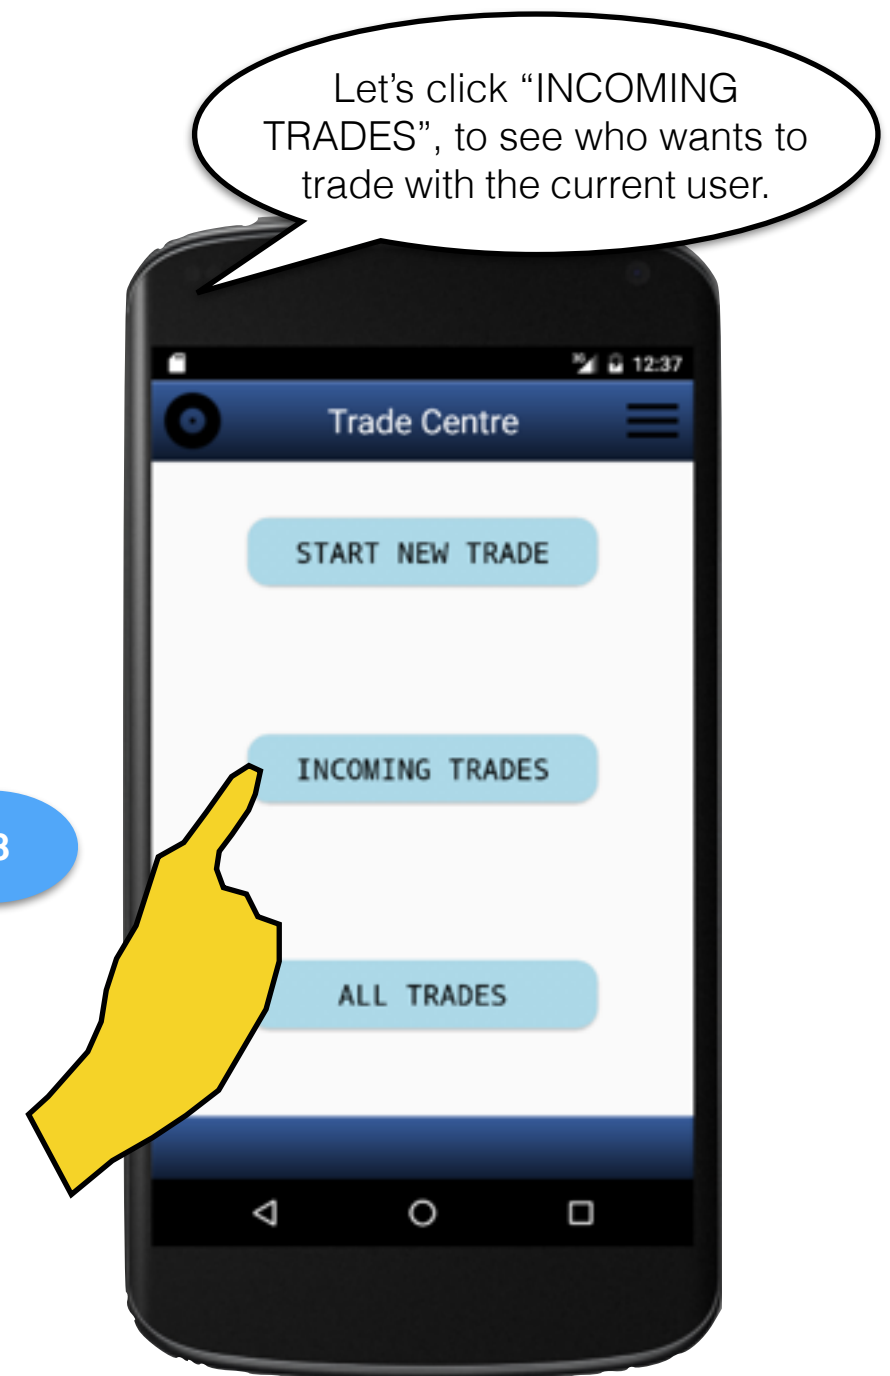 Let's click “INCOMING
TRADES”, to see who wants to
trade with the current user.
3G 12:37
Trade Centre
START NEW TRADE
INCOMING TRADES
ALL TRADES